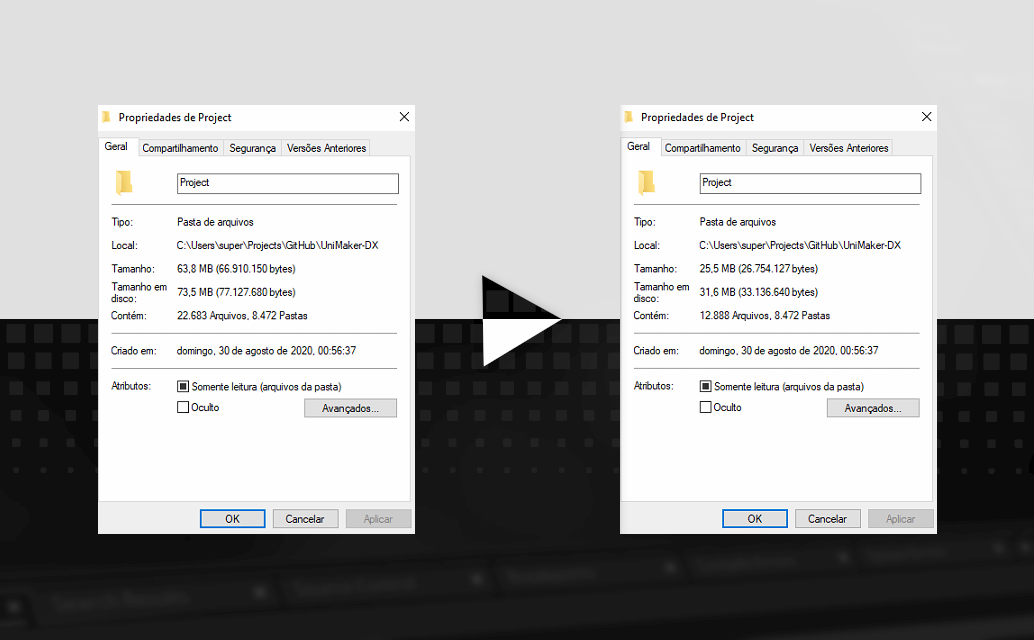 Propriedades de Project
Geral Compartilhamento Segurança Versões Anteriores
Project
Tipo: Pasta de arquivos
Local: C:\Users\super\Projects\GitHub\UniMaker-DX
Tamanho: 63,8 MB (66.910.150 bytes)
Tamanho em disco: 73,5 MB (77.127.680 bytes)
Contém: 22.683 Arquivos, 8.472 Pastas
Criado em: domingo, 30 de agosto de 2020, 00:56:37
Atributos: Somente leitura (arquivos da pasta)
Oculto Avançados...
OK Cancelar Aplicar
Propriedades de Project
Geral Compartilhamento Segurança Versões Anteriores
Project
Tipo: Pasta de arquivos
Local: C:\Users\super\Projects\GitHub\UniMaker-DX
Tamanho: 25,5 MB (26.754.127 bytes)
Tamanho em disco: 31,6 MB (33.136.640 bytes)
Contém: 12.888 Arquivos, 8.472 Pastas
Criado em: domingo, 30 de agosto de 2020, 00:56:37
Atributos: Somente leitura (arquivos da pasta)
Oculto Avançados...
OK Cancelar Aplicar
Search Results Source Control